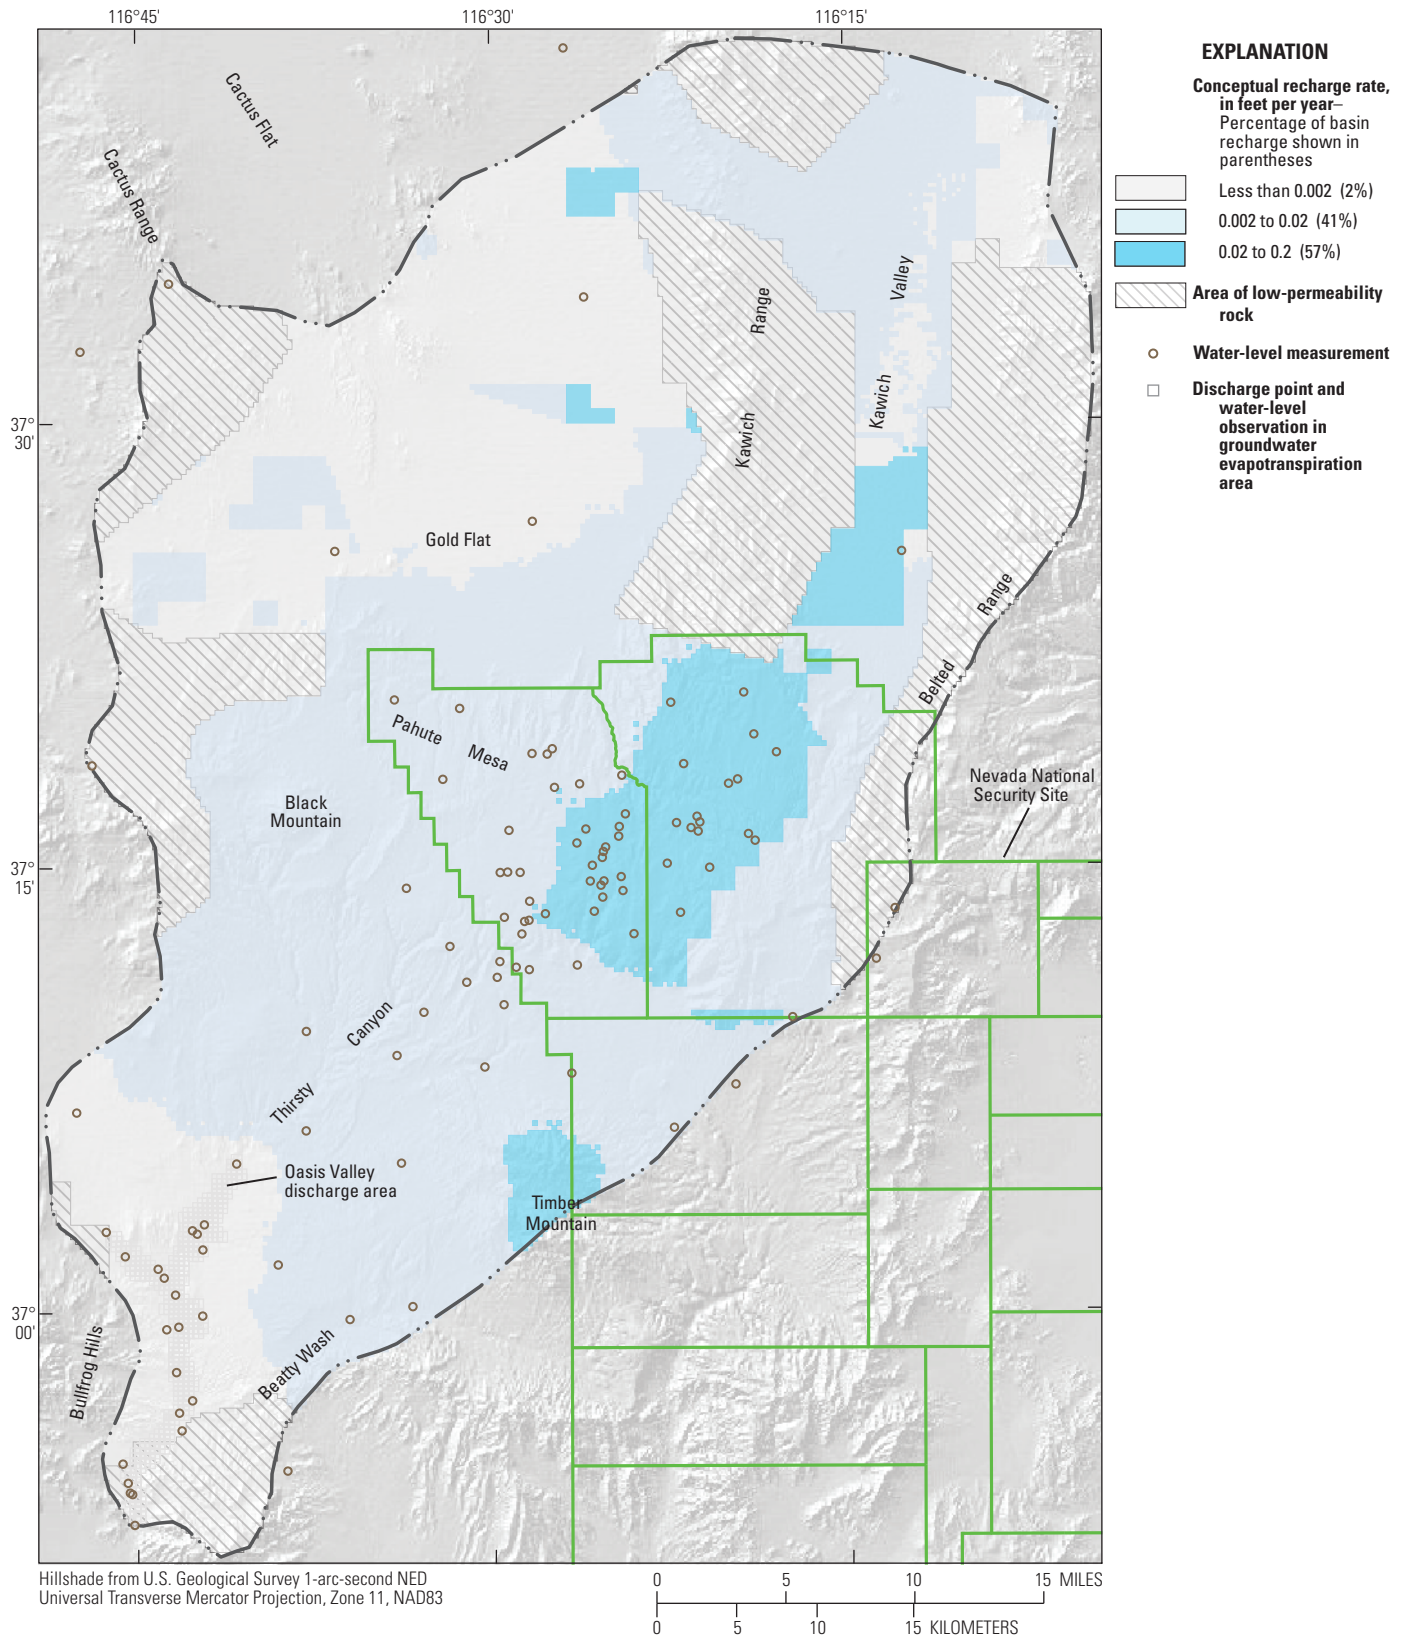 116°45'
116°30'
116°15'
Cactus Flat
Cactus Range
Kawich
Range
Kawich
Valley
37°
30'
Gold Flat
Belted
Range
Pahute
Mesa
Black
Mountain
Nevada National
Security Site
37°
15'
Thirsty
Canyon
Oasis Valley
discharge area
Timber
Mountain
37°
00'
Bullfrog Hills
Beatty Wash
EXPLANATION
Conceptual recharge rate,
in feet per year–
Percentage of basin
recharge shown in
parentheses
Less than 0.002 (2%)
0.002 to 0.02 (41%)
0.02 to 0.2 (57%)
Area of low-permeability
rock
Water-level measurement
Discharge point and
water-level
observation in
groundwater
evapotranspiration
area
Hillshade from U.S. Geological Survey 1-arc-second NED
Universal Transverse Mercator Projection, Zone 11, NAD83
0 5 10 15 MILES
0 5 10 15 KILOMETERS